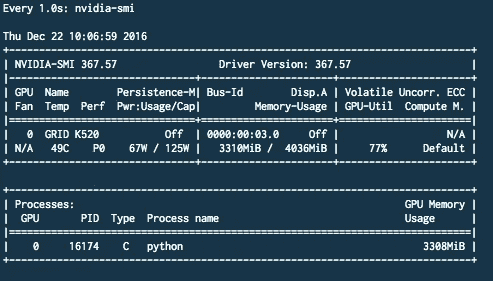 Every 1.0s: nvidia-smi
Thu Dec 22 10:06:59 2016
+-----------------------------------------------------------------------------+
| NVIDIA-SMI 367.57                 Driver Version: 367.57                    |
|-------------------------------+----------------------+----------------------+
| GPU  Name        Persistence-M| Bus-Id        Disp.A | Volatile Uncorr. ECC |
| Fan  Temp  Perf  Pwr:Usage/Cap|         Memory-Usage | GPU-Util  Compute M. |
|===============================+======================+======================|
|   0  GRID K520           Off  | 0000:00:03.0     Off |                  N/A |
| N/A   49C    P0    67W / 125W |   3310MiB /  4036MiB |     77%      Default |
+-------------------------------+----------------------+----------------------+
+-----------------------------------------------------------------------------+
| Processes:                                                       GPU Memory |
|  GPU       PID  Type  Process name                               Usage      |
|=============================================================================|
|    0     16174    C   python                                        3308MiB |
+-----------------------------------------------------------------------------+